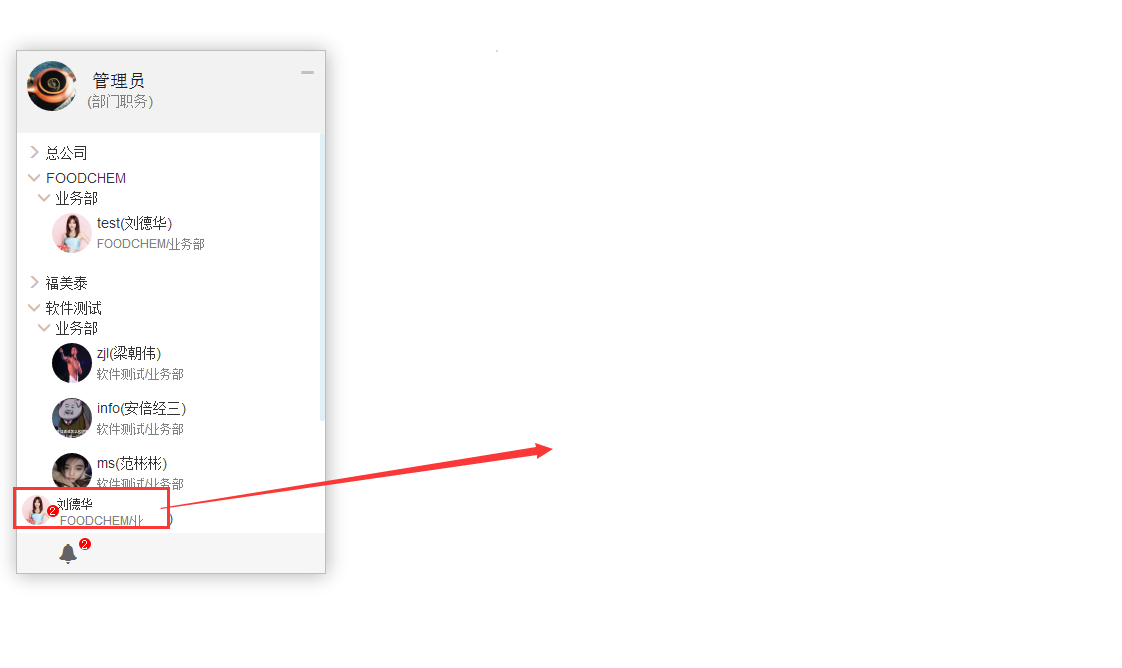 管理员
(部门职务)
总公司
FOODCHEM
业务部
test(刘德华)
FOODCHEM/业务部
福美泰
软件测试
业务部
zjl(梁朝伟)
软件测试/业务部
info(安倍经三)
软件测试/业务部
ms(范彬彬)
软件测试/业务部
刘德华
2
FOODCHEM/业
2